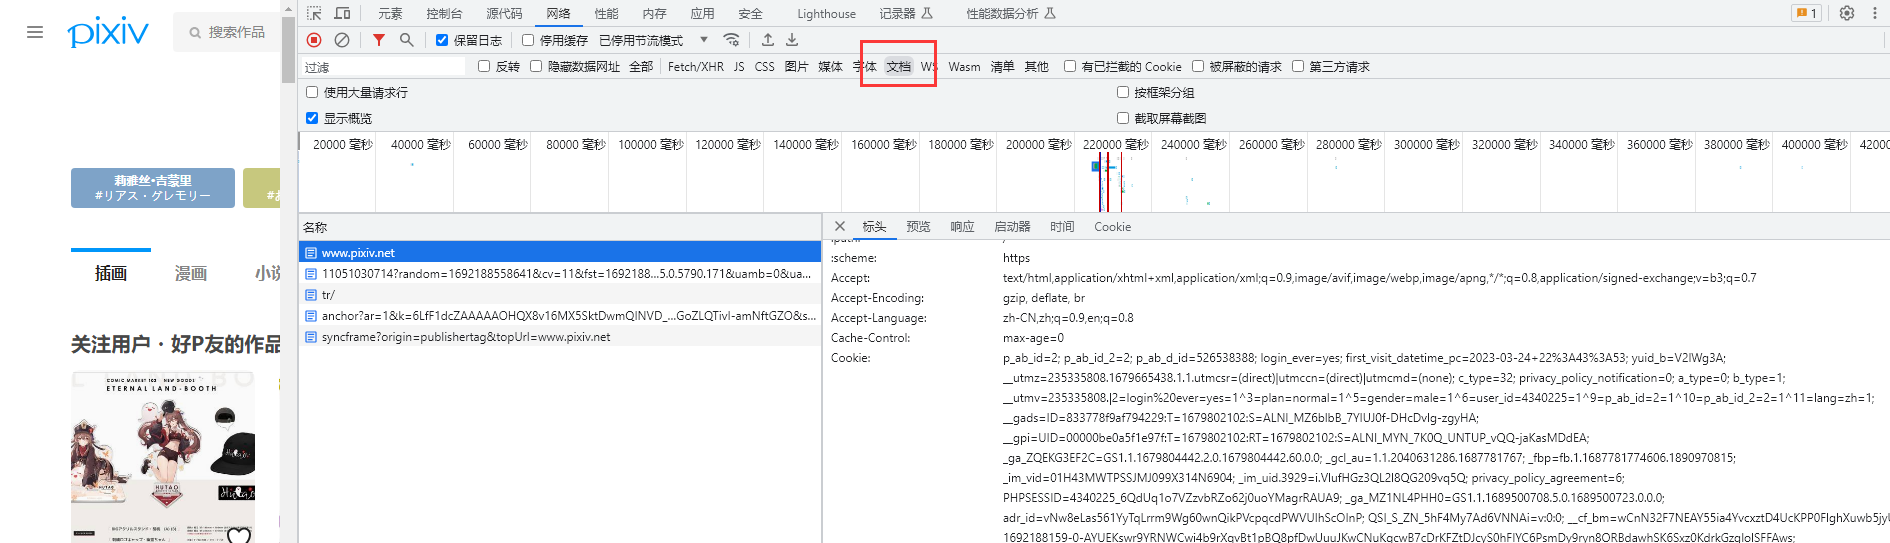 元素 控制台 源代码 网络 性能 内存 应用 安全 Lighthouse 记录器 性能数据分析 1
pixiv 搜索作品
保留日志 停用缓存 已停用节流模式
过滤 反转 隐藏数据网址 全部 Fetch/XHR JS CSS 图片 媒体 字体 文档 WS Wasm 清单 其他 有已拦截的 Cookie 被屏蔽的请求 第三方请求
使用大量请求行 按框架分组
显示概览 截取屏幕截图
20000 毫秒 40000 毫秒 60000 毫秒 80000 毫秒 100000 毫秒 120000 毫秒 140000 毫秒 160000 毫秒 180000 毫秒 200000 毫秒 220000 毫秒 240000 毫秒 260000 毫秒 280000 毫秒 300000 毫秒 320000 毫秒 340000 毫秒 360000 毫秒 380000 毫秒 400000 毫秒 42000
莉雅丝·吉蒙里
#リアス・グレモリー
插画 漫画 小说
关注用户・好P友的作品
COMIC MARKET 102 NEW GOODS
ETERNAL LAND-BOOTH
HUTAO
名称
www.pixiv.net
11051030714?random=1692188558641&cv=11&fst=1692188...5.0.5790.171&uamb=0&ua...
tr/
anchor?ar=1&k=6LfF1dcZAAAAAOHQX8v16MX5SktDwmQINVD_...GoZLQTivI-amNftGZO&s...
syncframe?origin=publishertag&topUrl=www.pixiv.net
标头 预览 响应 启动器 时间 Cookie
:path: /
:scheme: https
Accept: text/html,application/xhtml+xml,application/xml;q=0.9,image/avif,image/webp,image/apng,*/*;q=0.8,application/signed-exchange;v=b3;q=0.7
Accept-Encoding: gzip, deflate, br
Accept-Language: zh-CN,zh;q=0.9,en;q=0.8
Cache-Control: max-age=0
Cookie: p_ab_id=2; p_ab_id_2=2; p_ab_d_id=526538388; login_ever=yes; first_visit_datetime_pc=2023-03-24+22%3A43%3A53; yuid_b=V2IWg3A;
__utmz=235335808.1679665438.1.1.utmcsr=(direct)|utmccn=(direct)|utmcmd=(none); c_type=32; privacy_policy_notification=0; a_type=0; b_type=1;
__utmv=235335808.|2=login%20ever=yes=1^3=plan=normal=1^5=gender=male=1^6=user_id=4340225=1^9=p_ab_id=2=1^10=p_ab_id_2=2=1^11=lang=zh=1;
__gads=ID=833778f9af794229:T=1679802102:S=ALNI_MZ6blbB_7YIUJ0f-DHcDvIg-zgyHA;
__gpi=UID=00000be0a5f1e97f:T=1679802102:RT=1679802102:S=ALNI_MYN_7K0Q_UNTUP_vQQ-jaKasMDdEA;
_ga_ZQEKG3EF2C=GS1.1.1679804442.2.0.1679804442.60.0.0; _gcl_au=1.1.2040631286.1687781767; _fbp=fb.1.1687781774606.1890970815;
_im_vid=01H43MWTPSSJMJ099X314N6904; _im_uid.3929=i.VIufHGz3QL2I8QG209vq5Q; privacy_policy_agreement=6;
PHPSESSID=4340225_6QdUq1o7VZzvbRZo62j0uoYMagrRAUA9; _ga_MZ1NL4PHH0=GS1.1.1689500708.5.0.1689500723.0.0.0;
adr_id=vNw8eLas561YyTqLrrm9Wg60wnQikPVcpqcdPWVUIhScOlnP; QSI_S_ZN_5hF4My7Ad6VNNAi=v:0:0; __cf_bm=wCnN32F7NEAY55ia4YvcxztD4UcKPP0FIghXuwb5jyU
1692188159-0-AYUEKswr9YRNWCwi4b9rXqvBt1pBQ8pfDwUuuJKwCNuKgcwB7cDrKFZtDJcyS0hFIYC6PsmDy9ryn8ORBdawhSK6Sxz0KdrkGzqloISFFAws;